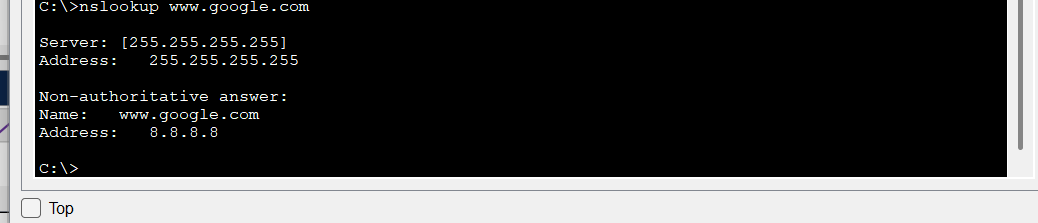 C:\>nslookup www.google.com
Server: [255.255.255.255]
Address:   255.255.255.255
Non-authoritative answer:
Name:   www.google.com
Address:   8.8.8.8
C:\>
Top